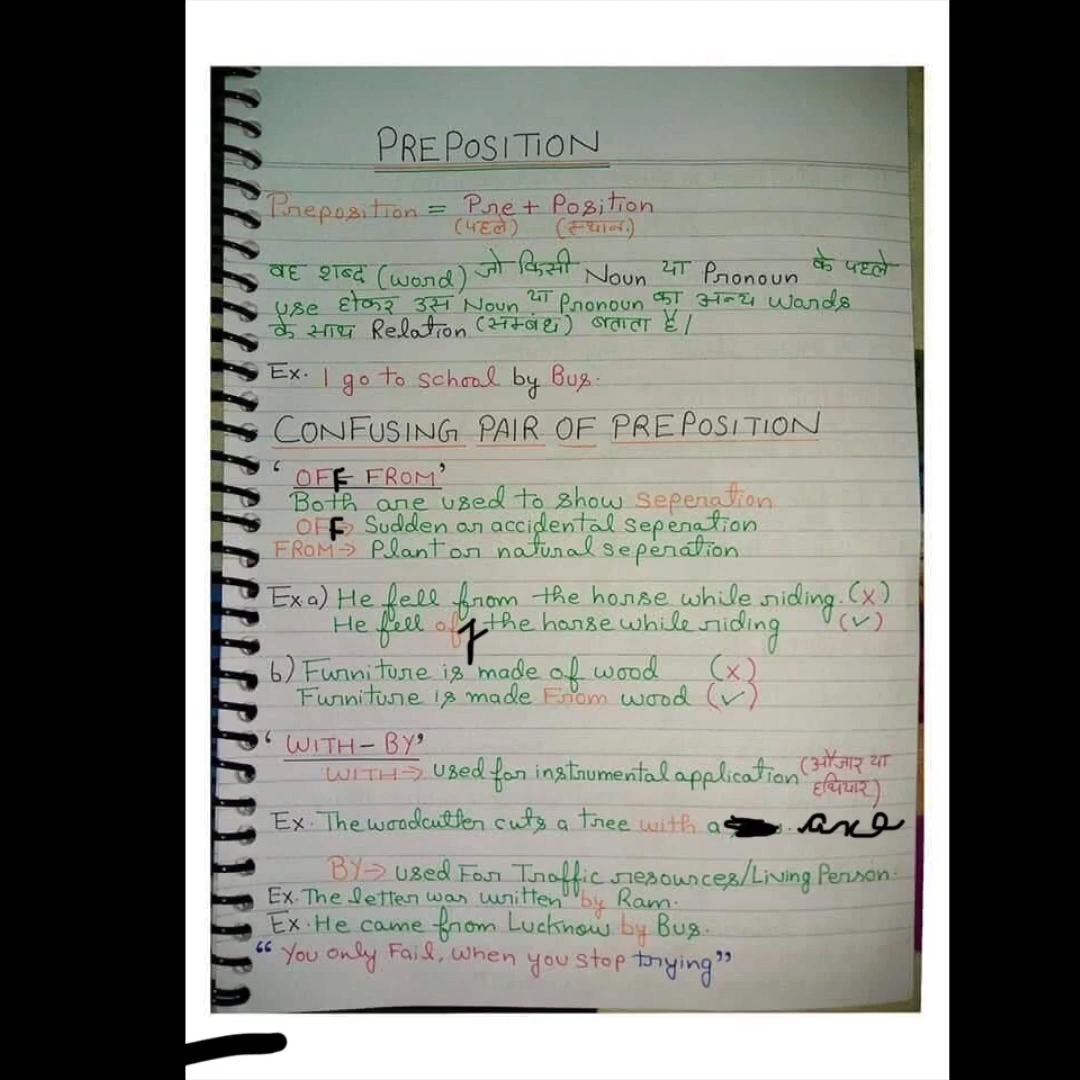 PREPOSITION
Preposition = Pre + Position
(पहले) (स्थान.)
वह शब्द (word) जो किसी Noun या Pronoun के पहले
use होकर उस Noun या Pronoun का अन्य words
के साथ Relation (सम्बंध) बताता है।
Ex. I go to school by Bus.
CONFUSING PAIR OF PREPOSITION
‘ OFF FROM’
Both are used to show seperation
OFF→ Sudden or accidental seperation
FROM→ Plant or natural seperation
Ex.a) He fell from the horse while riding. (×)
He fell off the horse while riding (✓)
b) Furniture is made of wood (×)
Furniture is made From wood (✓)
‘ WITH – BY’
WITH→ used for instrumental application (औजार या
हथियार)
Ex. The woodcutter cuts a tree with a axe
BY→ used For Traffic resources/Living Person.
Ex. The letter was written by Ram.
Ex. He came from Lucknow by Bus.
“ You only Fail, when you stop trying”